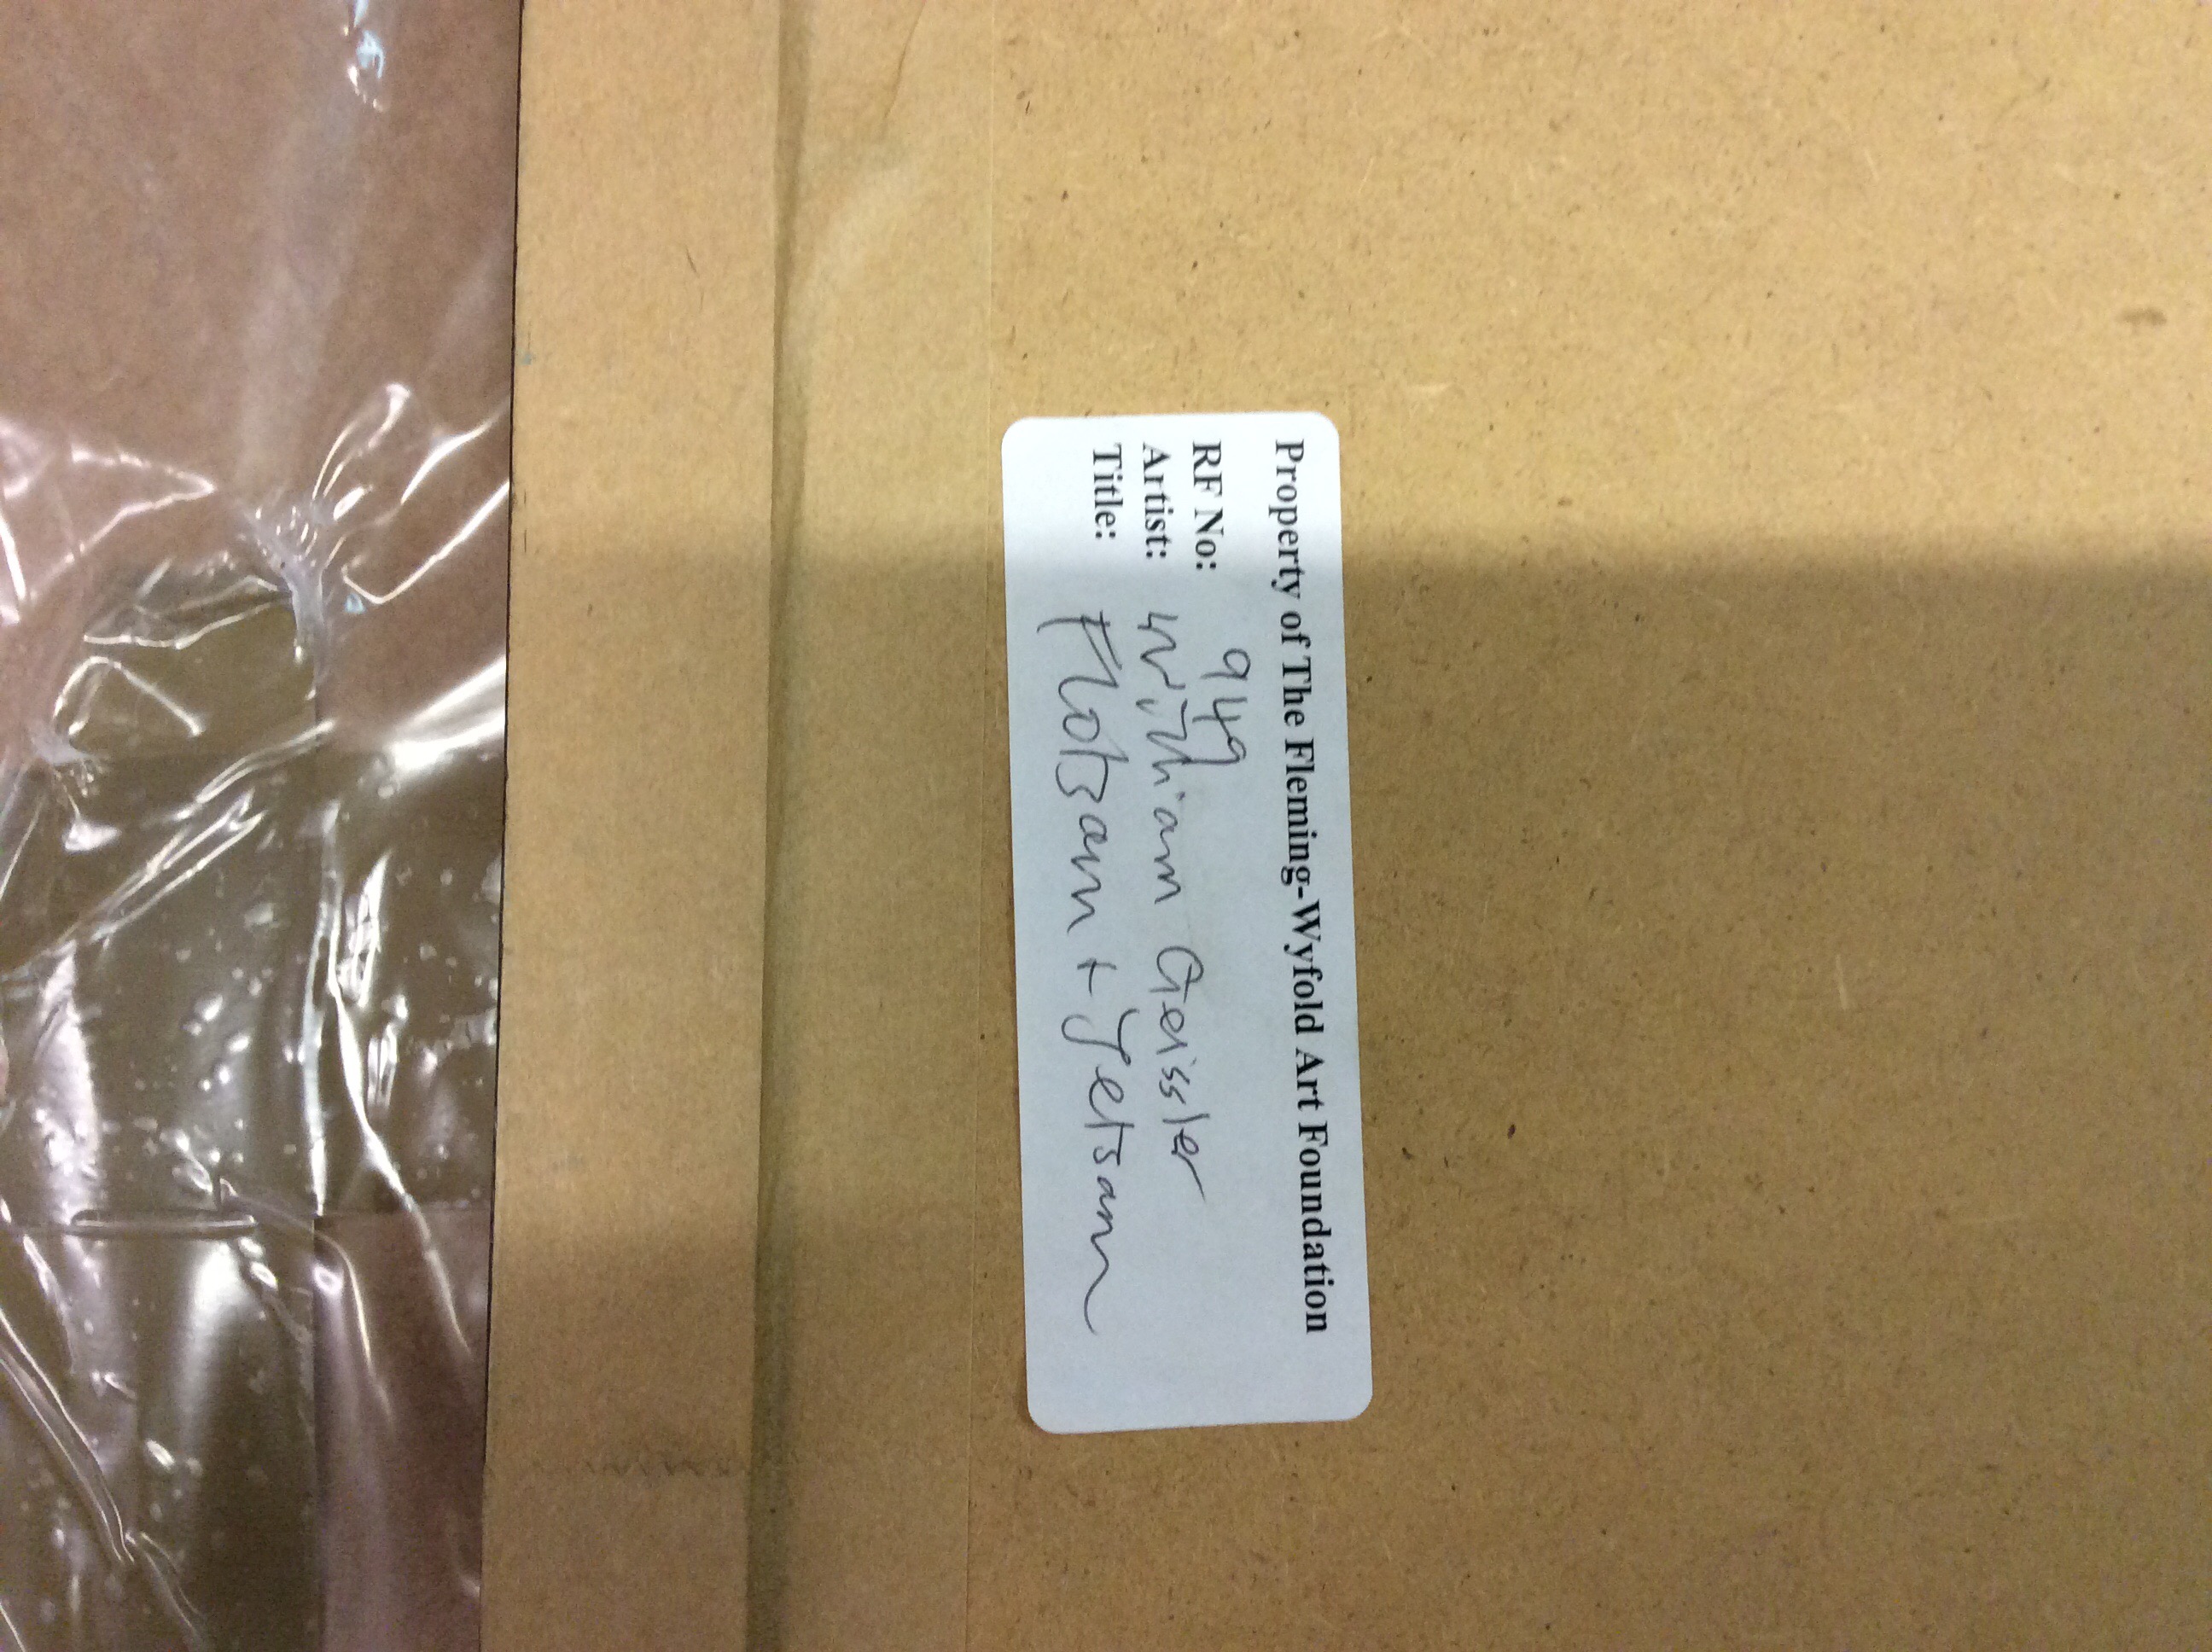 Property of The Fleming-Wyfold Art Foundation
RF No: 949
Artist: William Geissler
Title: Flotsam + Jetsam